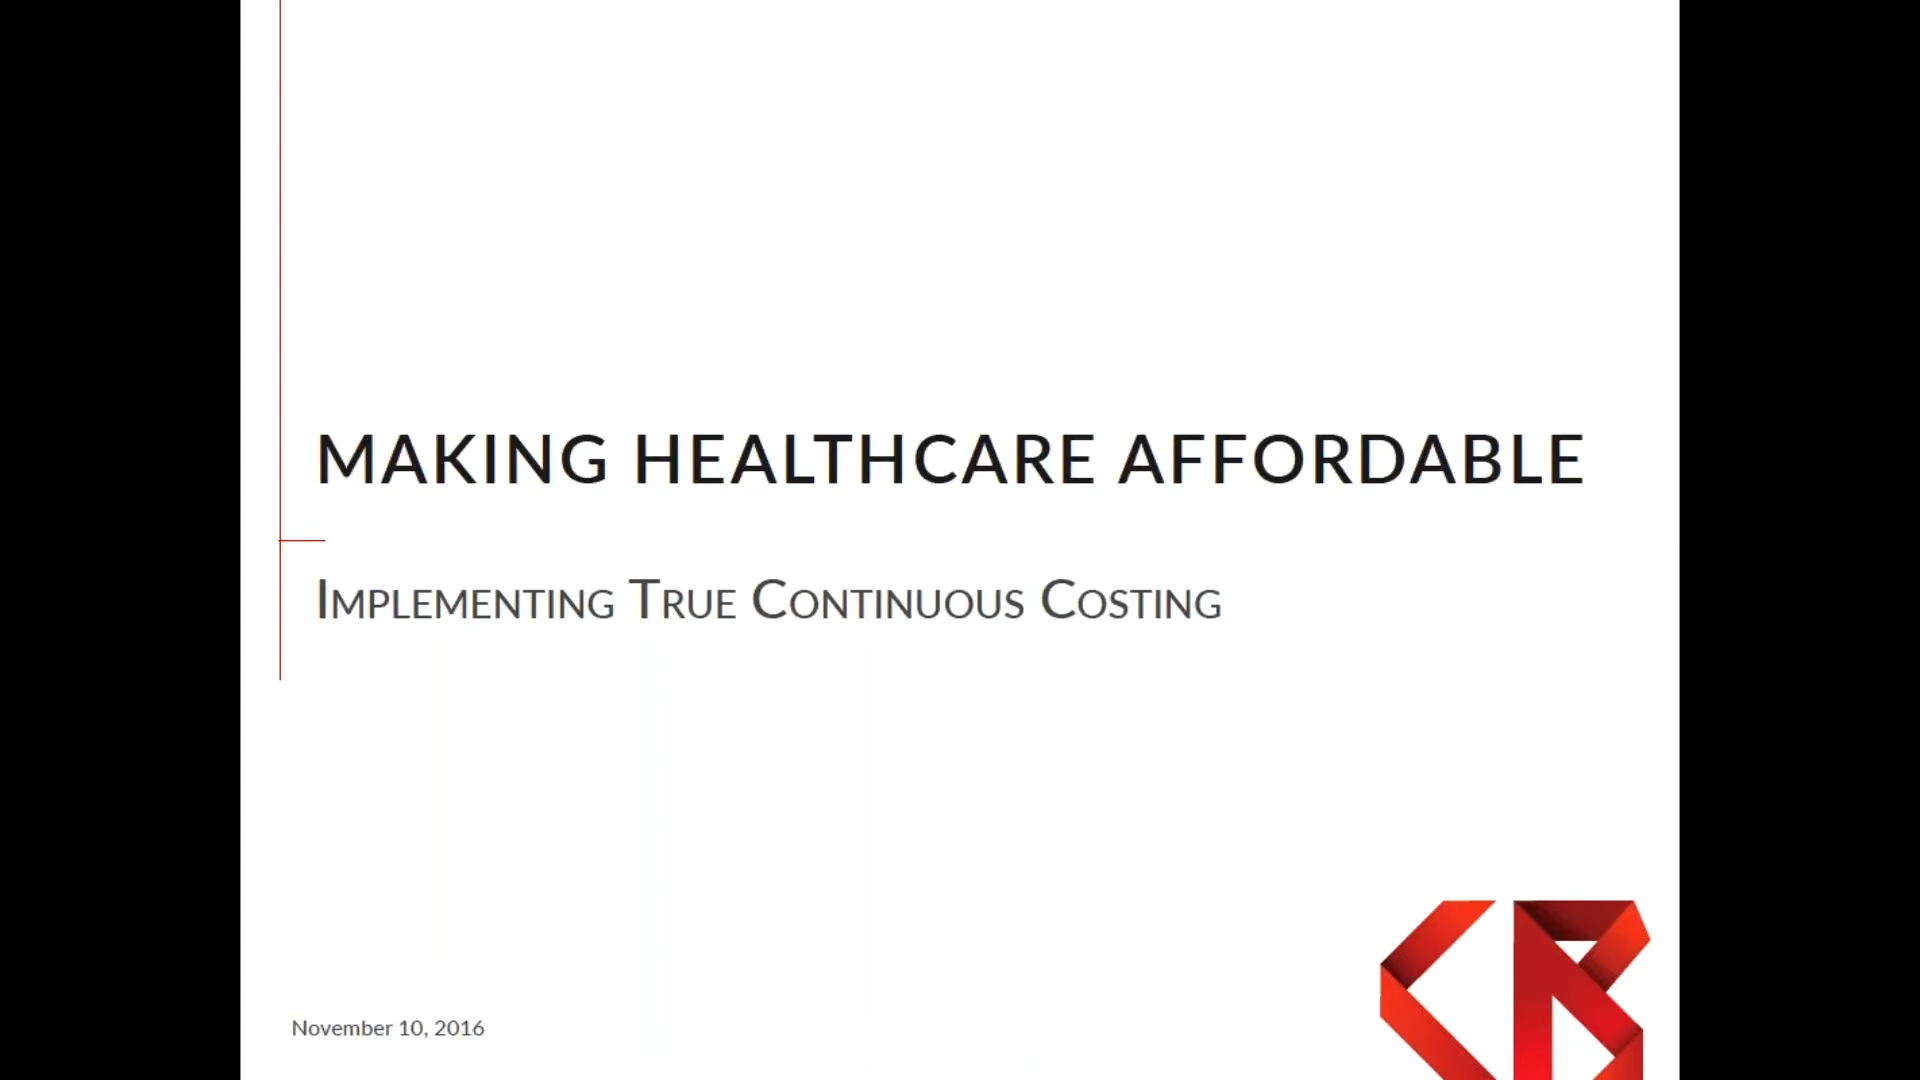 MAKING HEALTHCARE AFFORDABLE
IMPLEMENTING TRUE CONTINUOUS COSTING
November 10, 2016